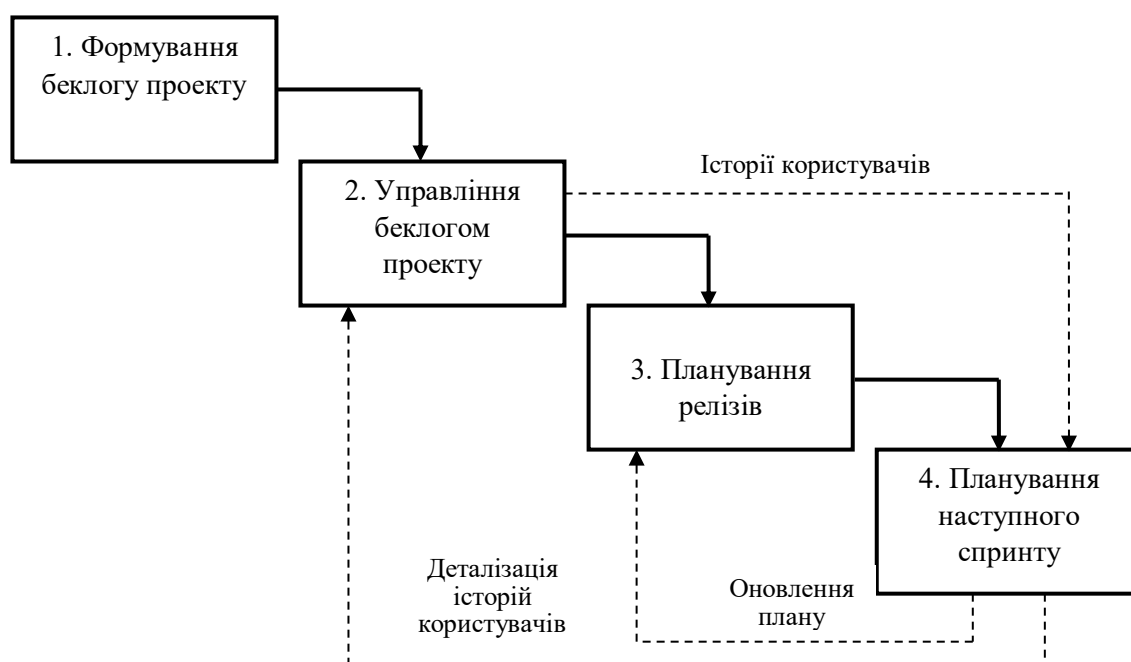 1. Формування
беклогу проекту
Історії користувачів
2. Управління
беклогом
проекту
3. Планування
релізів
4. Планування
наступного
спринту
Деталізація
історій
користувачів
Оновлення
плану